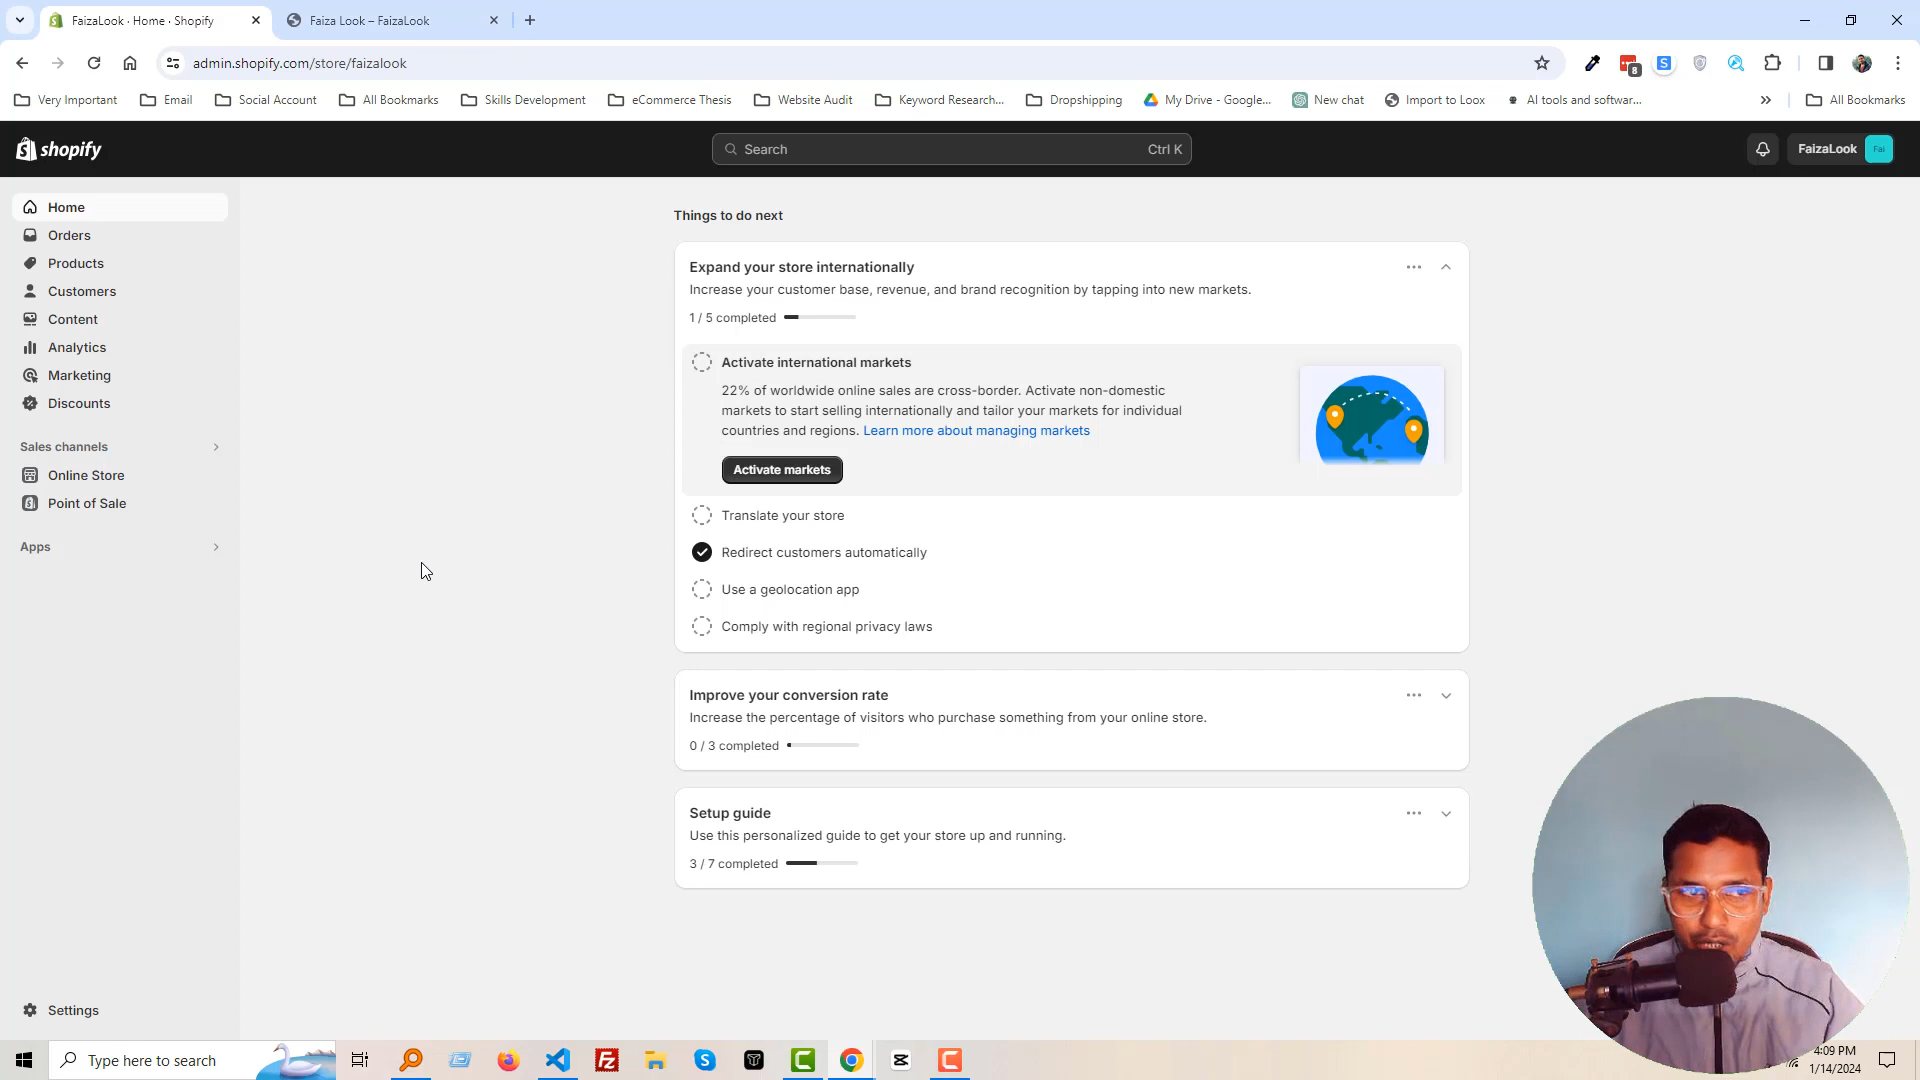 FaizaLook · Home · Shopify
Faiza Look – FaizaLook
admin.shopify.com/store/faizalook
8
Very Important
Email
Social Account
All Bookmarks
Skills Development
eCommerce Thesis
Website Audit
Keyword Research...
Dropshipping
My Drive - Google...
New chat
Import to Loox
AI tools and softwar...
All Bookmarks
shopify
Search
Ctrl K
FaizaLook
Fai
Home
Orders
Products
Customers
Content
Analytics
Marketing
Discounts
Sales channels
Online Store
Point of Sale
Apps
Settings
Things to do next
Expand your store internationally
Increase your customer base, revenue, and brand recognition by tapping into new markets.
1 / 5 completed
Activate international markets
22% of worldwide online sales are cross-border. Activate non-domestic
markets to start selling internationally and tailor your markets for individual
countries and regions. Learn more about managing markets
Activate markets
Translate your store
Redirect customers automatically
Use a geolocation app
Comply with regional privacy laws
Improve your conversion rate
Increase the percentage of visitors who purchase something from your online store.
0 / 3 completed
Setup guide
Use this personalized guide to get your store up and running.
3 / 7 completed
Type here to search
4:09 PM
1/14/2024